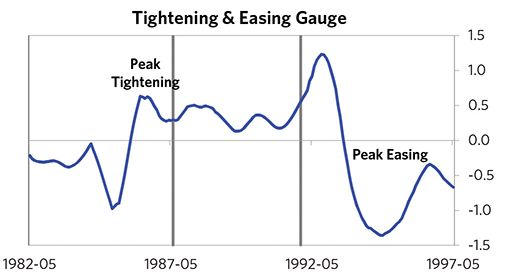 Tightening & Easing Gauge
Peak
Tightening
Peak Easing
1.5
1.0
0.5
0.0
-0.5
-1.0
-1.5
1982-05
1987-05
1992-05
1997-05